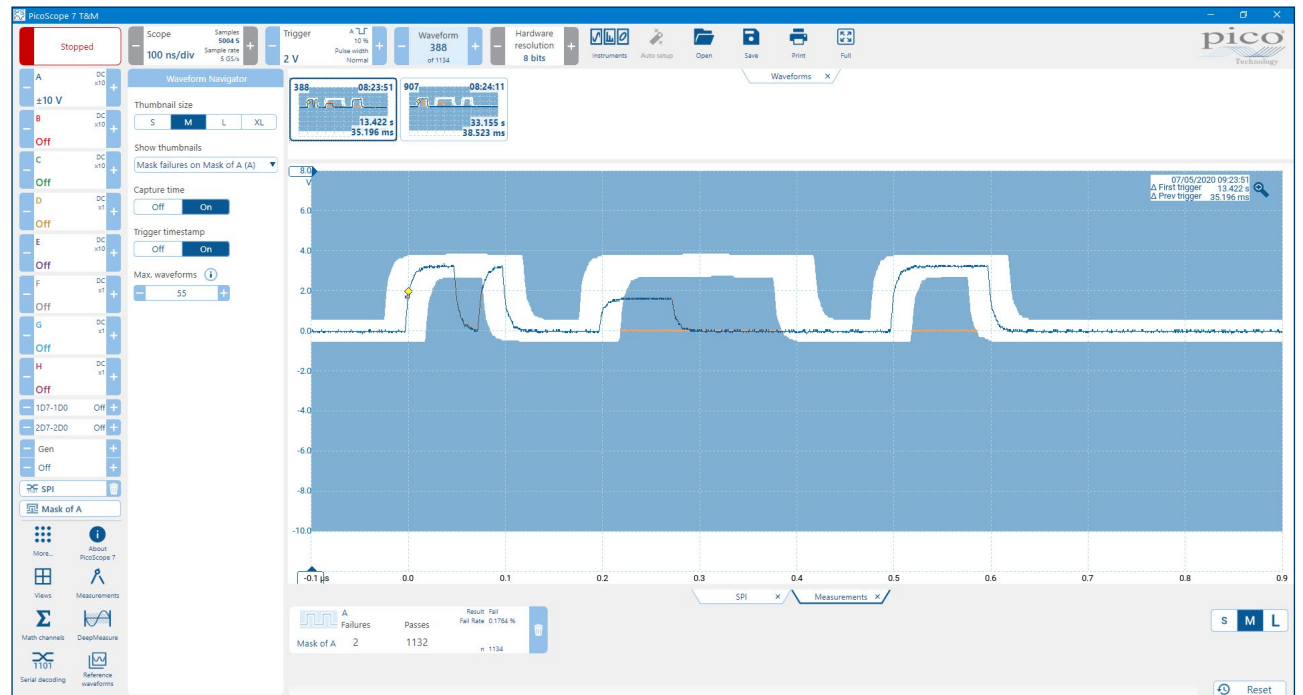 PicoScope 7 T&M
Stopped
Scope
100 ns/div
Samples
5004 S
Sample rate
5 GS/s
Trigger
2 V
A
10 %
Pulse width
Normal
Waveform
388
of 1134
Hardware
resolution
8 bits
Instruments
Auto setup
Open
Save
Print
Full
pico
Technology
A
DC
x10
±10 V
B
DC
x10
Off
C
DC
x10
Off
D
DC
x1
Off
E
DC
x10
Off
F
DC
x1
Off
G
DC
x1
Off
H
DC
x1
Off
1D7-1D0 Off
2D7-2D0 Off
Gen
Off
SPI
Mask of A
More...
About
PicoScope 7
Views
Measurements
Math channels
DeepMeasure
1101
Serial decoding
Reference
waveforms
Waveform Navigator
Thumbnail size
S M L XL
Show thumbnails
Mask failures on Mask of A (A)
Capture time
Off On
Trigger timestamp
Off On
Max. waveforms i
55
Waveforms ×
388 08:23:51
13.422 s
35.196 ms
907 08:24:11
33.155 s
38.523 ms
07/05/2020 09:23:51
Δ First trigger 13.422 s
Δ Prev trigger 35.196 ms
8.0
V
6.0
4.0
2.0
0.0
-2.0
-4.0
-6.0
-8.0
-10.0
-0.1 µs 0.0 0.1 0.2 0.3 0.4 0.5 0.6 0.7 0.8 0.9
SPI ×
Measurements ×
A
Failures
Passes
Result Fail
Fail Rate 0.1764 %
Mask of A 2 1132
n 1134
S M L
Reset